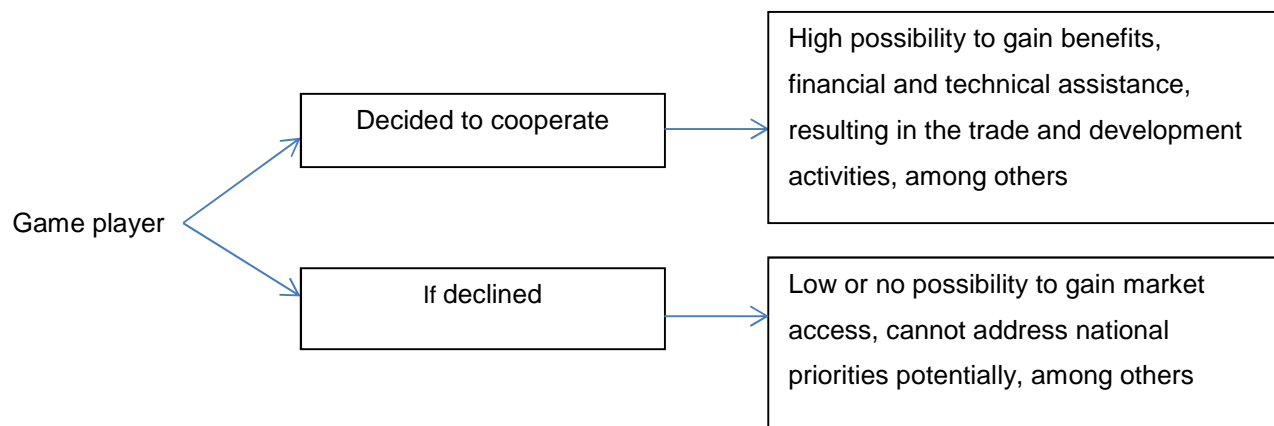 High possibility to gain benefits,
financial and technical assistance,
resulting in the trade and development
activities, among others
Decided to cooperate
Game player
If declined
Low or no possibility to gain market
access, cannot address national
priorities potentially, among others